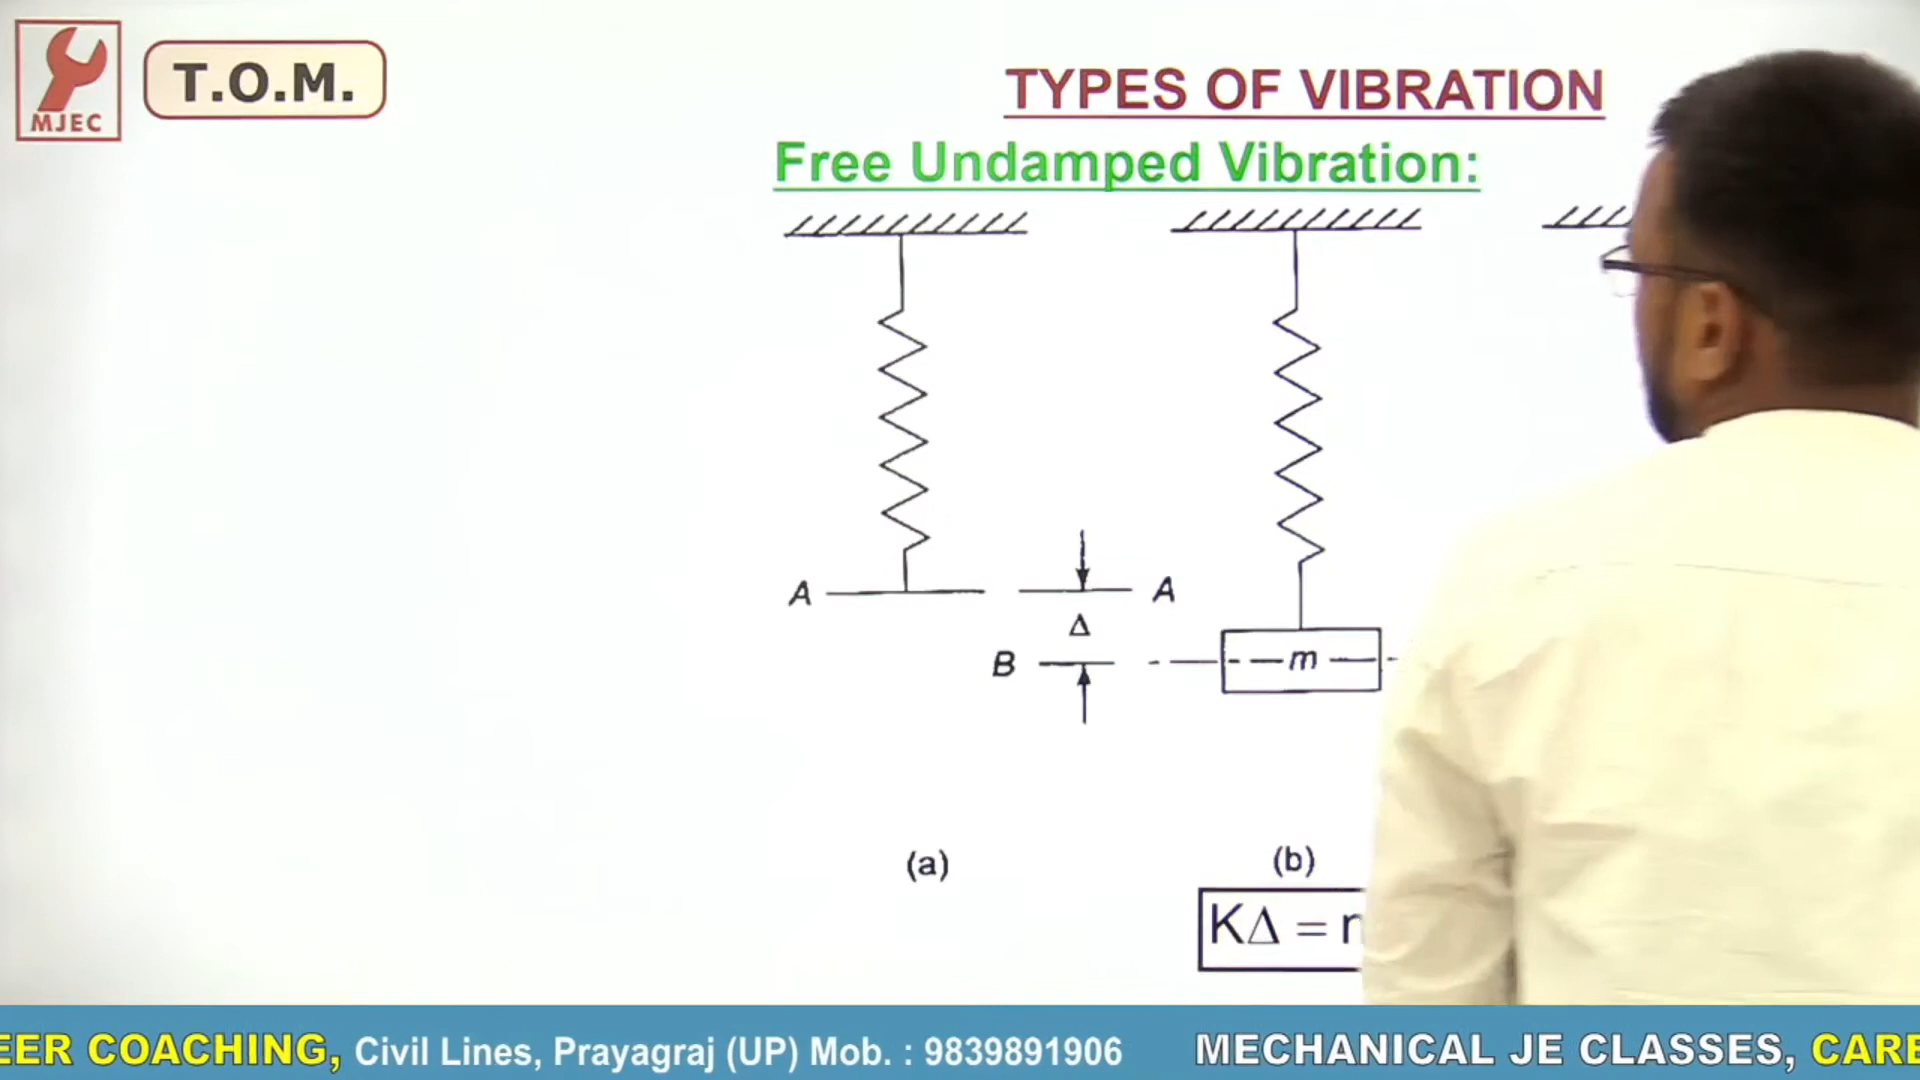 MJEC
T.O.M.
TYPES OF VIBRATION
Free Undamped Vibration:
A
A
Δ
B
m
(a)
(b)
KΔ =
EER COACHING, Civil Lines, Prayagraj (UP) Mob. : 9839891906 MECHANICAL JE CLASSES, CARE